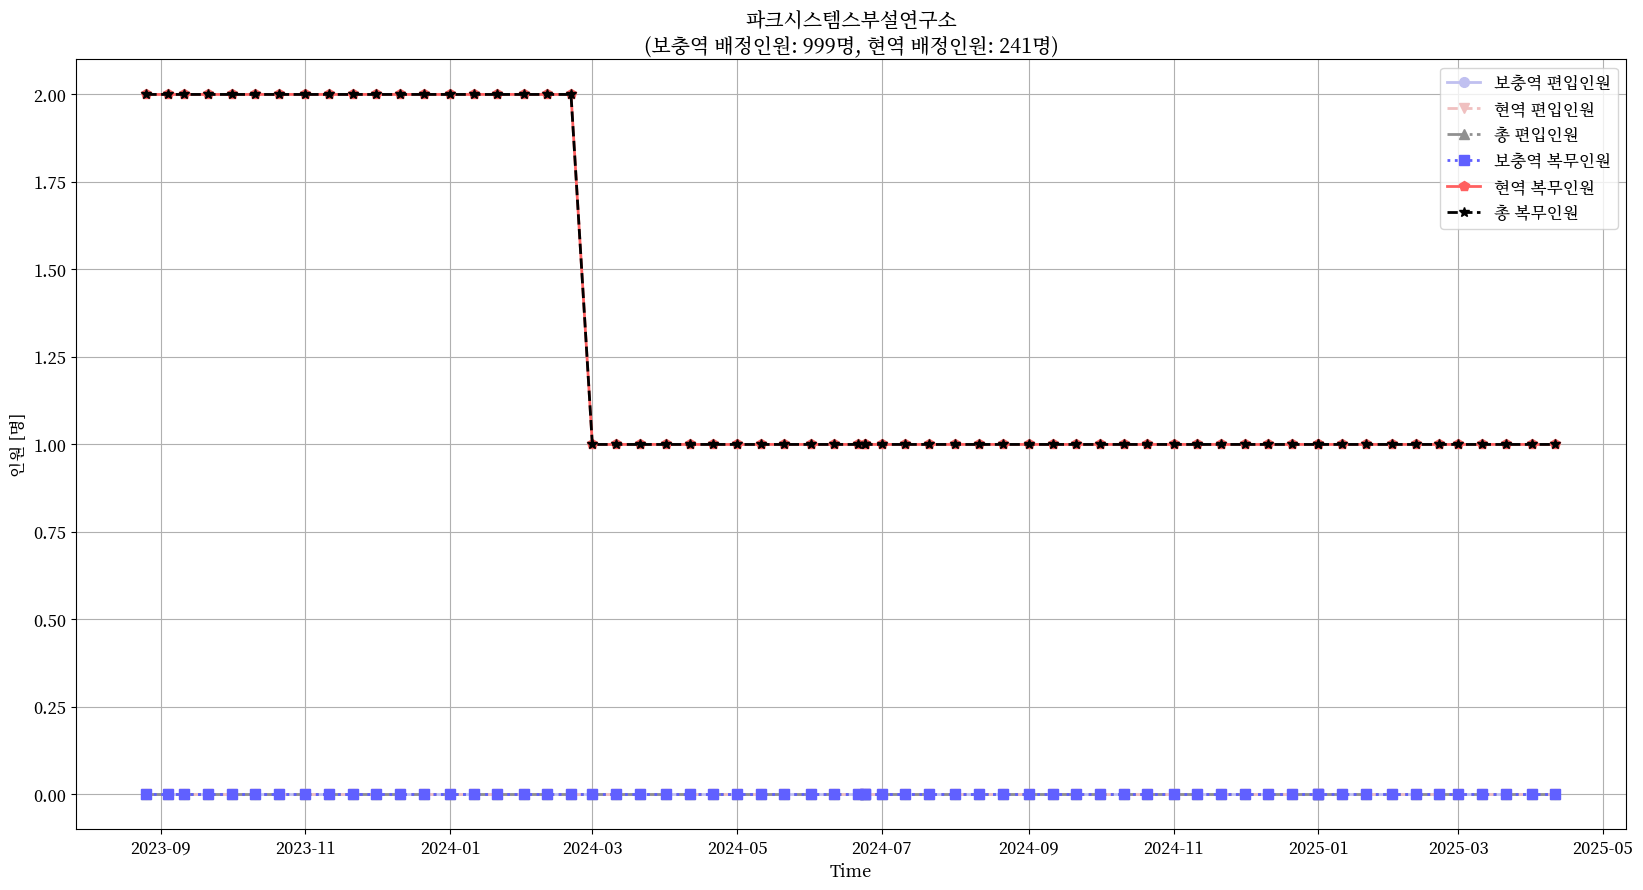 파크시스템스부설연구소
(보충역 배정인원: 999명, 현역 배정인원: 241명)
보충역 편입인원
현역 편입인원
총 편입인원
보충역 복무인원
현역 복무인원
총 복무인원
2.00
1.75
1.50
1.25
1.00
0.75
0.50
0.25
0.00
인원 [명]
2023-09 2023-11 2024-01 2024-03 2024-05 2024-07 2024-09 2024-11 2025-01 2025-03 2025-05
Time